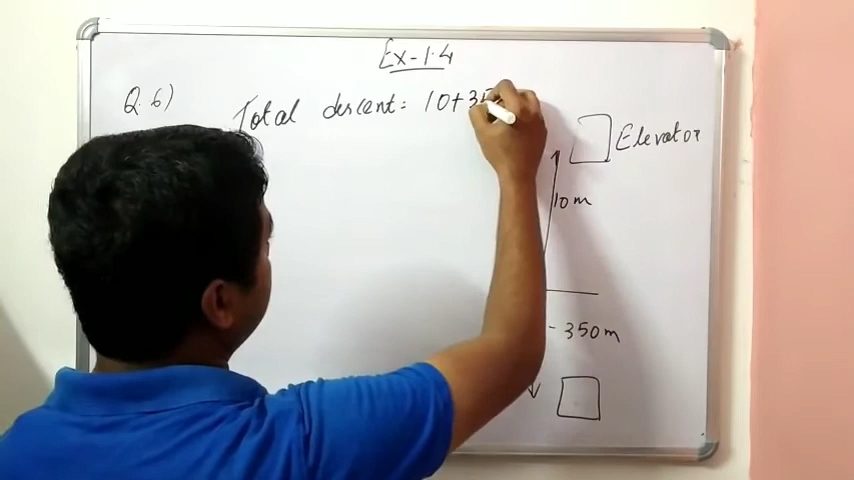 Ex-1.4
Q.6)
Total descent: 10+35
Elevator
10m
- 350m